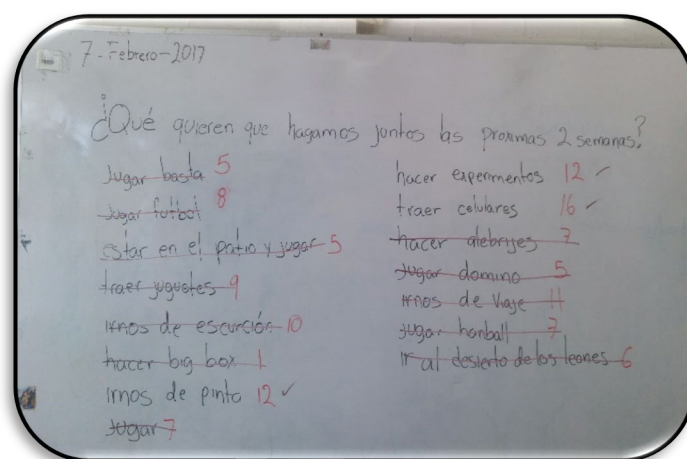 7-Febrero-2017
¿Qué quieren que hagamos juntos las proximas 2 semanas?
Jugar basta 5
Jugar futbol 8
estar en el patio y jugar 5
traer juguetes 9
irnos de escurción 10
hacer big box 1
irnos de pinta 12 ✓
Jugar 7
hacer experimentos 12 ✓
traer celulares 16 ✓
hacer alebrijes 7
Jugar domino 5
irnos de viaje 11
jugar honball 7
ir al desierto de los leones 6